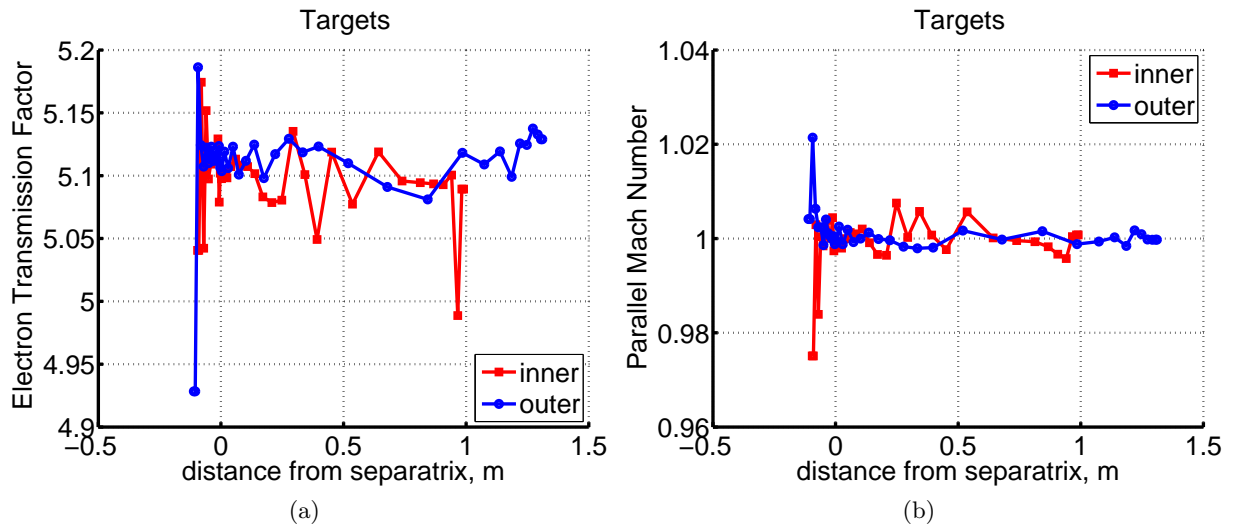 Targets
5.2
5.15
5.1
5.05
5
4.95
4.9
−0.5 0 0.5 1 1.5
Electron Transmission Factor
distance from separatrix, m
inner
outer
(a)
Targets
1.04
1.02
1
0.98
0.96
−0.5 0 0.5 1 1.5
Parallel Mach Number
distance from separatrix, m
inner
outer
(b)